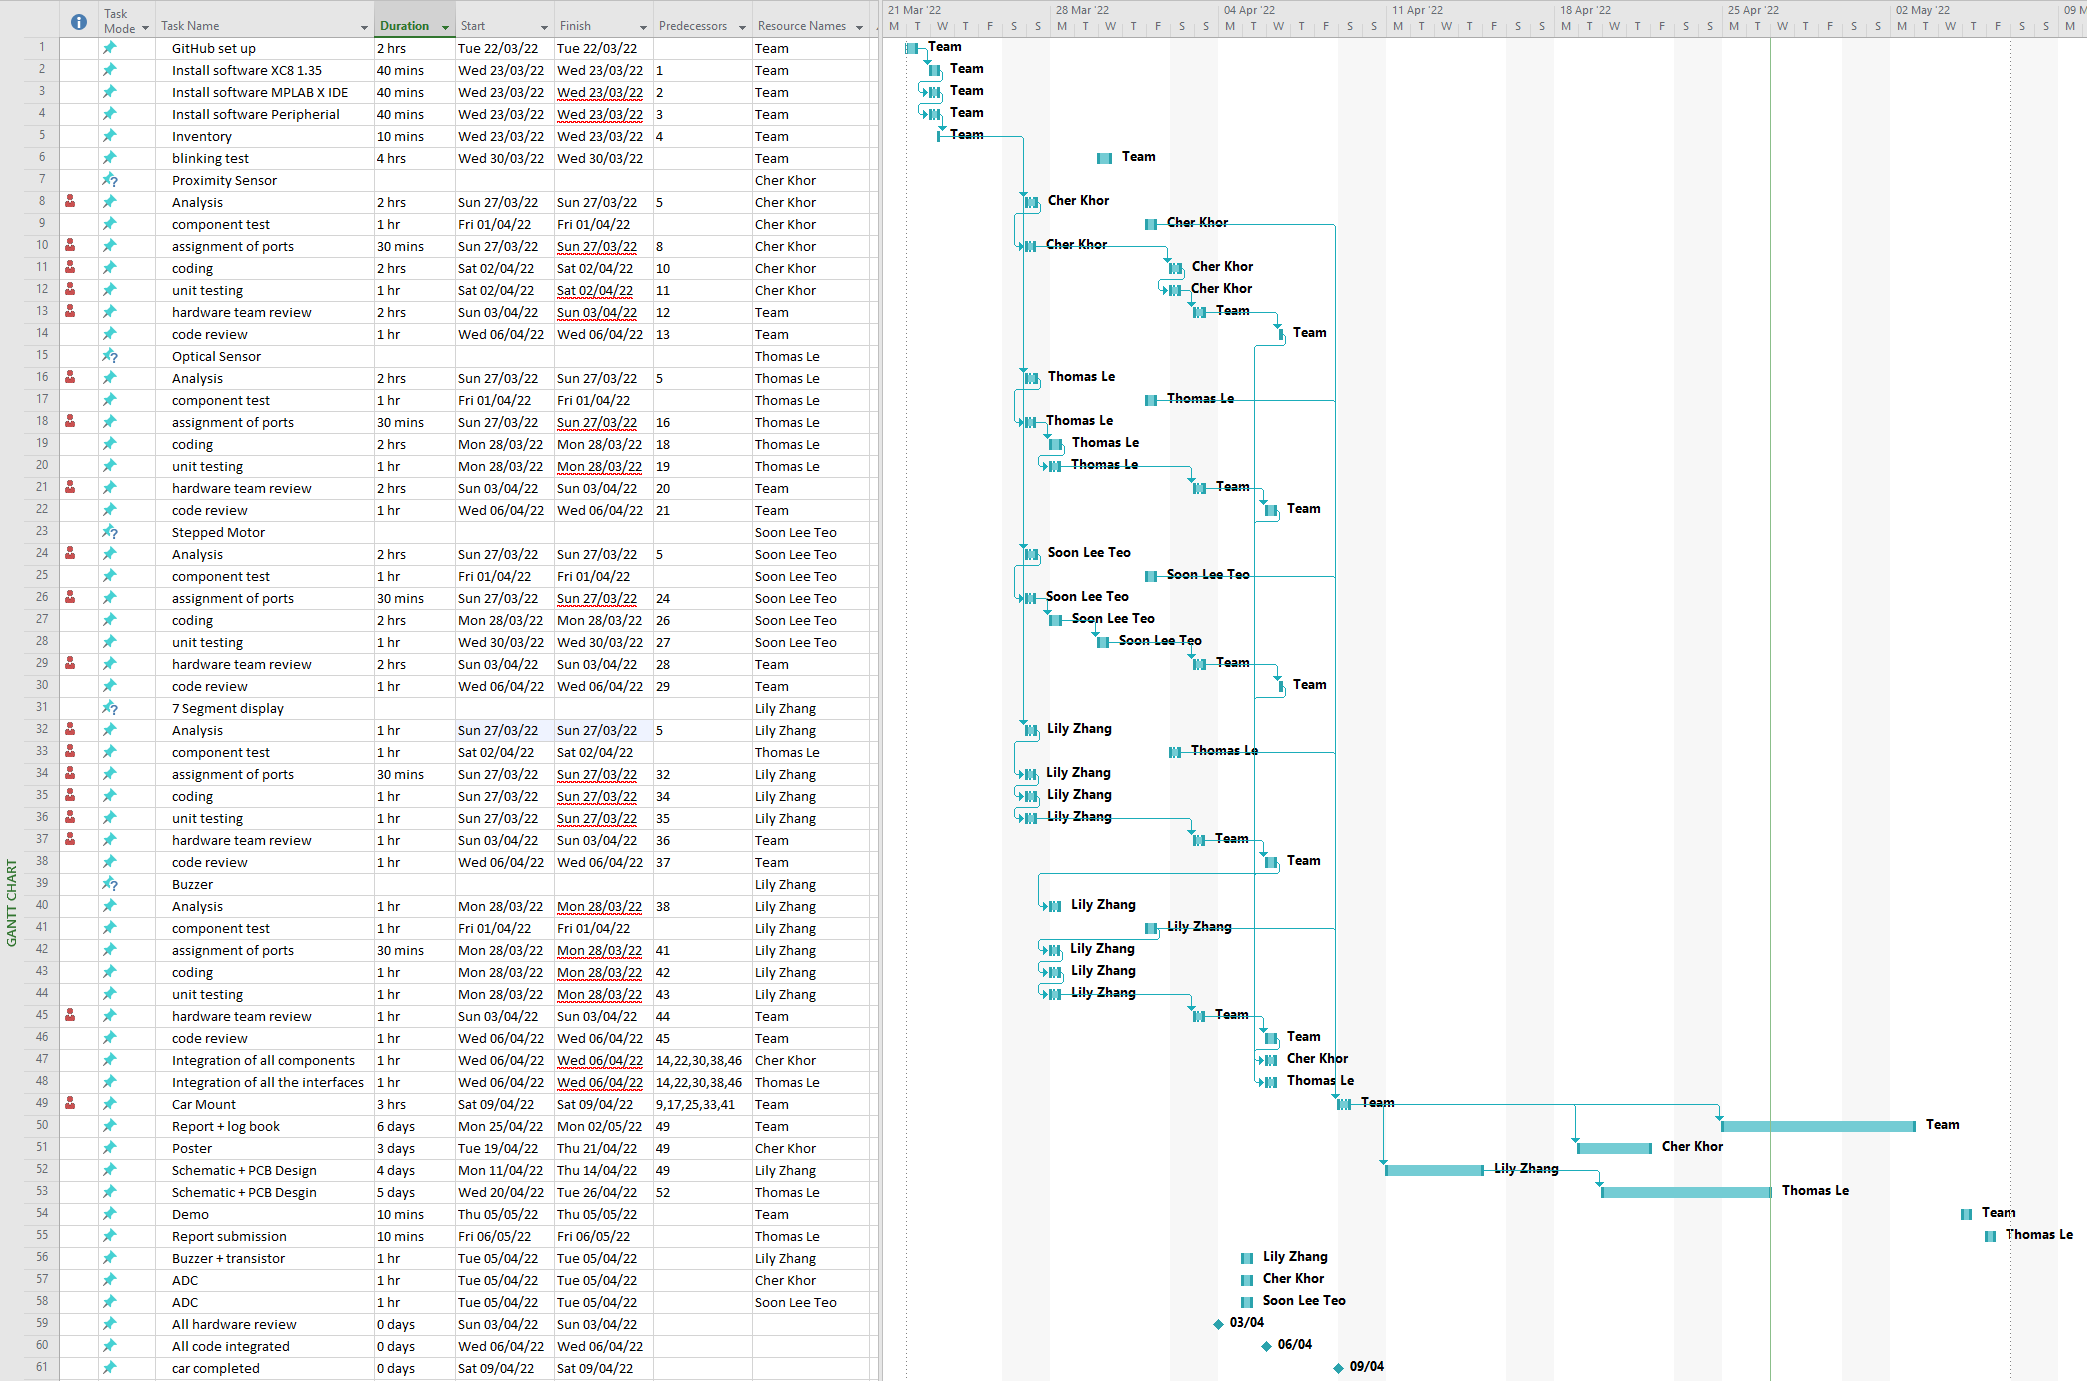 21 Mar '22 28 Mar '22 04 Apr '22 11 Apr '22 18 Apr '22 25 Apr '22 02 May '22 09 M
Task Mode Task Name Duration Start Finish Predecessors Resource Names M T W T F S S M T W T F S S M T W T F S S M T W T F S S M T W T F S S M T W T F S S M T W T F S S M
1 GitHub set up 2 hrs Tue 22/03/22 Tue 22/03/22 Team Team
2 Install software XC8 1.35 40 mins Wed 23/03/22 Wed 23/03/22 1 Team Team
3 Install software MPLAB X IDE 40 mins Wed 23/03/22 Wed 23/03/22 2 Team Team
4 Install software Peripherial 40 mins Wed 23/03/22 Wed 23/03/22 3 Team Team
5 Inventory 10 mins Wed 23/03/22 Wed 23/03/22 4 Team Team
6 blinking test 4 hrs Wed 30/03/22 Wed 30/03/22 Team Team
7 Proximity Sensor Cher Khor
8 Analysis 2 hrs Sun 27/03/22 Sun 27/03/22 5 Cher Khor Cher Khor
9 component test 1 hr Fri 01/04/22 Fri 01/04/22 Cher Khor Cher Khor
10 assignment of ports 30 mins Sun 27/03/22 Sun 27/03/22 8 Cher Khor Cher Khor
11 coding 2 hrs Sat 02/04/22 Sat 02/04/22 10 Cher Khor Cher Khor
12 unit testing 1 hr Sat 02/04/22 Sat 02/04/22 11 Cher Khor Cher Khor
13 hardware team review 2 hrs Sun 03/04/22 Sun 03/04/22 12 Team Team
14 code review 1 hr Wed 06/04/22 Wed 06/04/22 13 Team Team
15 Optical Sensor Thomas Le
16 Analysis 2 hrs Sun 27/03/22 Sun 27/03/22 5 Thomas Le Thomas Le
17 component test 1 hr Fri 01/04/22 Fri 01/04/22 Thomas Le Thomas Le
18 assignment of ports 30 mins Sun 27/03/22 Sun 27/03/22 16 Thomas Le Thomas Le
19 coding 2 hrs Mon 28/03/22 Mon 28/03/22 18 Thomas Le Thomas Le
20 unit testing 1 hr Mon 28/03/22 Mon 28/03/22 19 Thomas Le Thomas Le
21 hardware team review 2 hrs Sun 03/04/22 Sun 03/04/22 20 Team Team
22 code review 1 hr Wed 06/04/22 Wed 06/04/22 21 Team Team
23 Stepped Motor Soon Lee Teo
24 Analysis 2 hrs Sun 27/03/22 Sun 27/03/22 5 Soon Lee Teo Soon Lee Teo
25 component test 1 hr Fri 01/04/22 Fri 01/04/22 Soon Lee Teo Soon Lee Teo
26 assignment of ports 30 mins Sun 27/03/22 Sun 27/03/22 24 Soon Lee Teo Soon Lee Teo
27 coding 2 hrs Mon 28/03/22 Mon 28/03/22 26 Soon Lee Teo Soon Lee Teo
28 unit testing 1 hr Wed 30/03/22 Wed 30/03/22 27 Soon Lee Teo Soon Lee Teo
29 hardware team review 2 hrs Sun 03/04/22 Sun 03/04/22 28 Team Team
30 code review 1 hr Wed 06/04/22 Wed 06/04/22 29 Team Team
31 7 Segment display Lily Zhang
32 Analysis 1 hr Sun 27/03/22 Sun 27/03/22 5 Lily Zhang Lily Zhang
33 component test 1 hr Sat 02/04/22 Sat 02/04/22 Thomas Le Thomas Le
34 assignment of ports 30 mins Sun 27/03/22 Sun 27/03/22 32 Lily Zhang Lily Zhang
35 coding 1 hr Sun 27/03/22 Sun 27/03/22 34 Lily Zhang Lily Zhang
36 unit testing 1 hr Sun 27/03/22 Sun 27/03/22 35 Lily Zhang Lily Zhang
37 hardware team review 1 hr Sun 03/04/22 Sun 03/04/22 36 Team Team
38 code review 1 hr Wed 06/04/22 Wed 06/04/22 37 Team Team
39 Buzzer Lily Zhang
40 Analysis 1 hr Mon 28/03/22 Mon 28/03/22 38 Lily Zhang Lily Zhang
41 component test 1 hr Fri 01/04/22 Fri 01/04/22 Lily Zhang Lily Zhang
42 assignment of ports 30 mins Mon 28/03/22 Mon 28/03/22 41 Lily Zhang Lily Zhang
43 coding 1 hr Mon 28/03/22 Mon 28/03/22 42 Lily Zhang Lily Zhang
44 unit testing 1 hr Mon 28/03/22 Mon 28/03/22 43 Lily Zhang Lily Zhang
45 hardware team review 1 hr Sun 03/04/22 Sun 03/04/22 44 Team Team
46 code review 1 hr Wed 06/04/22 Wed 06/04/22 45 Team Team
47 Integration of all components 1 hr Wed 06/04/22 Wed 06/04/22 14,22,30,38,46 Cher Khor Cher Khor
48 Integration of all the interfaces 1 hr Wed 06/04/22 Wed 06/04/22 14,22,30,38,46 Thomas Le Thomas Le
49 Car Mount 3 hrs Sat 09/04/22 Sat 09/04/22 9,17,25,33,41 Team Team
50 Report + log book 6 days Mon 25/04/22 Mon 02/05/22 49 Team Team
51 Poster 3 days Tue 19/04/22 Thu 21/04/22 49 Cher Khor Cher Khor
52 Schematic + PCB Design 4 days Mon 11/04/22 Thu 14/04/22 49 Lily Zhang Lily Zhang
53 Schematic + PCB Desgin 5 days Wed 20/04/22 Tue 26/04/22 52 Thomas Le Thomas Le
54 Demo 10 mins Thu 05/05/22 Thu 05/05/22 Team Team
55 Report submission 10 mins Fri 06/05/22 Fri 06/05/22 Thomas Le Thomas Le
56 Buzzer + transistor 1 hr Tue 05/04/22 Tue 05/04/22 Lily Zhang Lily Zhang
57 ADC 1 hr Tue 05/04/22 Tue 05/04/22 Cher Khor Cher Khor
58 ADC 1 hr Tue 05/04/22 Tue 05/04/22 Soon Lee Teo Soon Lee Teo
59 All hardware review 0 days Sun 03/04/22 Sun 03/04/22 03/04
60 All code integrated 0 days Wed 06/04/22 Wed 06/04/22 06/04
61 car completed 0 days Sat 09/04/22 Sat 09/04/22 09/04
GANTT CHART